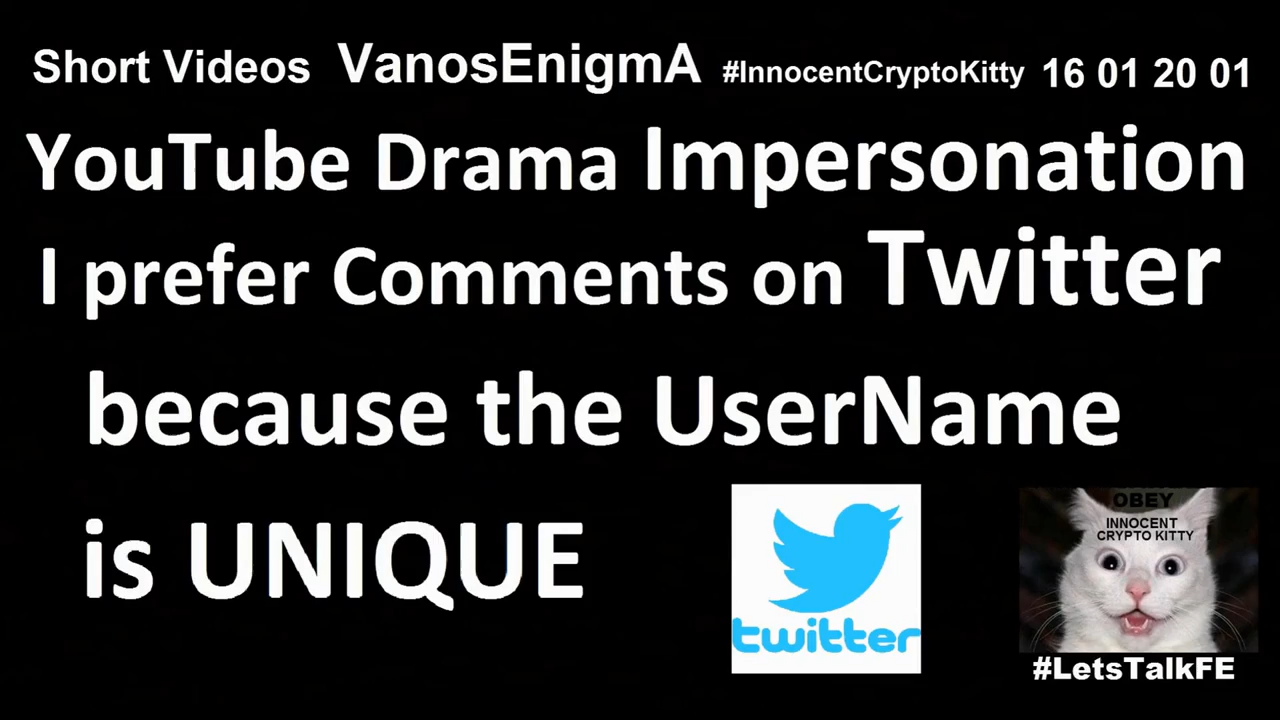 Short Videos VanosEnigmA #InnocentCryptoKitty 16 01 20 01
YouTube Drama Impersonation
I prefer Comments on Twitter
because the UserName
is UNIQUE
twitter
OBEY
INNOCENT
CRYPTO KITTY
#LetsTalkFE